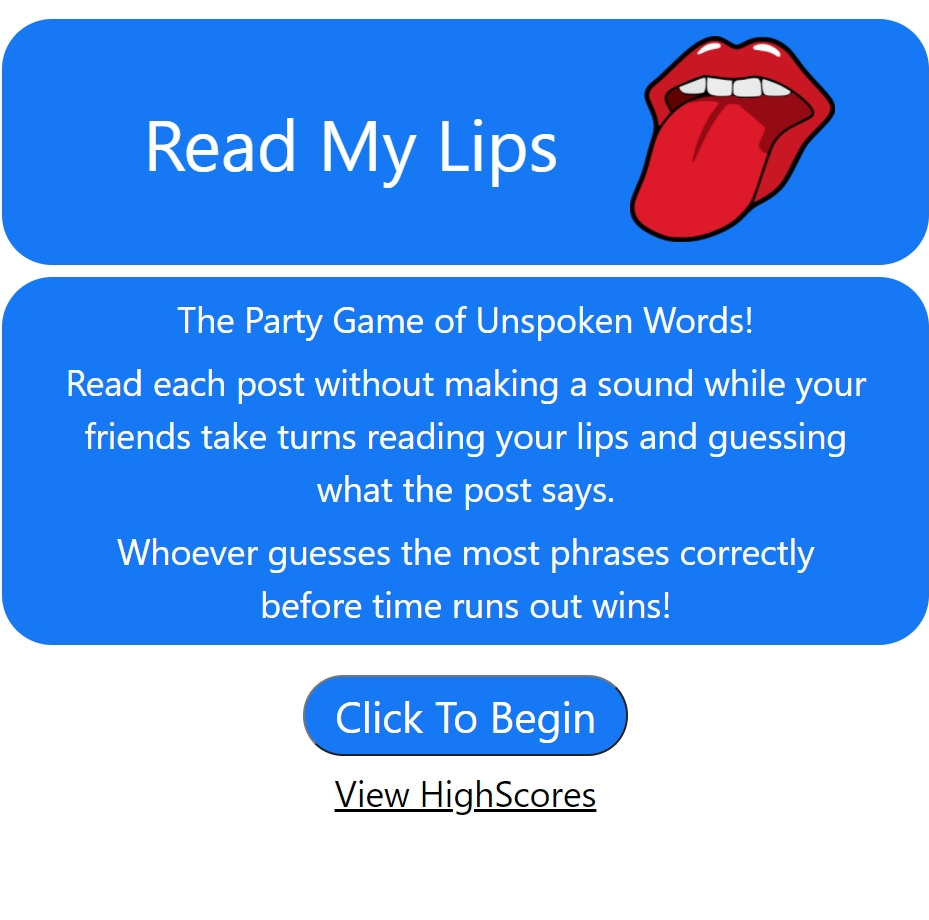 Read My Lips
The Party Game of Unspoken Words!
Read each post without making a sound while your
friends take turns reading your lips and guessing
what the post says.
Whoever guesses the most phrases correctly
before time runs out wins!
Click To Begin
View HighScores